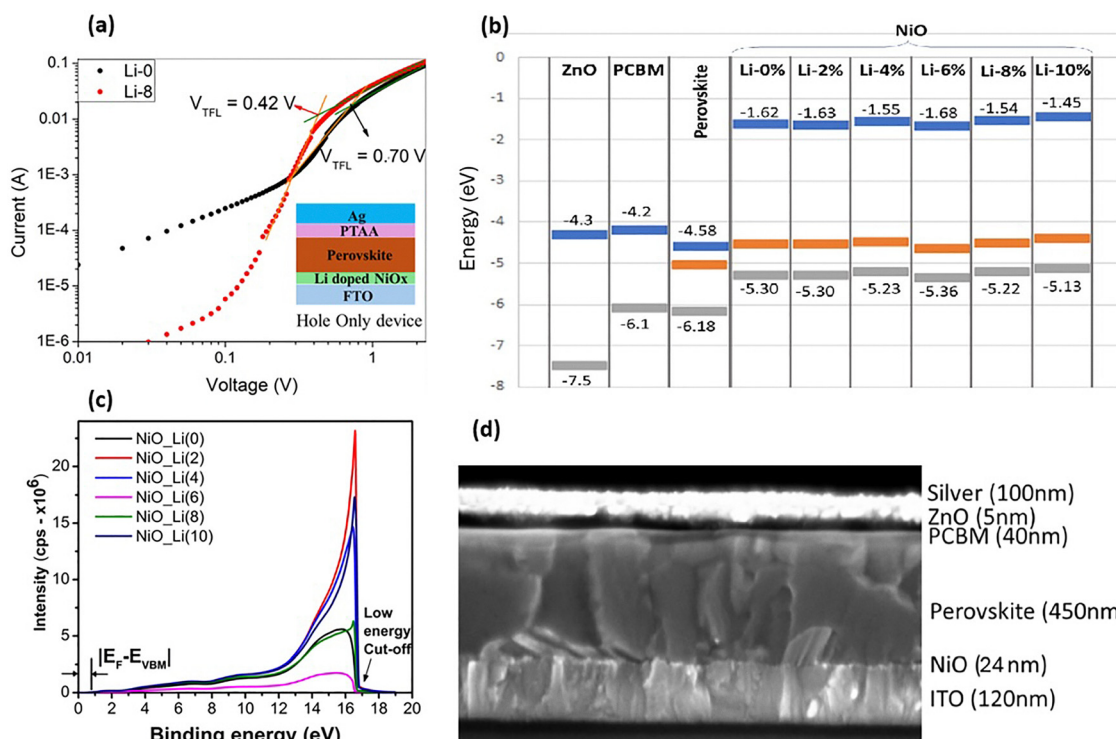 (a)
0.1
0.01
1E-3
1E-4
1E-5
1E-6
Current (A)
Li-0
Li-8
V_TFL = 0.42 V
V_TFL = 0.70 V
Ag
PTAA
Perovskite
Li doped NiOx
FTO
Hole Only device
0.01
0.1
1
Voltage (V)
(b)
NiO
0
-1
-2
-3
-4
-5
-6
-7
-8
Energy (eV)
ZnO
PCBM
Perovskite
Li-0%
Li-2%
Li-4%
Li-6%
Li-8%
Li-10%
-1.62
-1.63
-1.55
-1.68
-1.54
-1.45
-4.3
-4.2
-4.58
-5.30
-5.30
-5.23
-5.36
-5.22
-5.13
-6.1
-6.18
-7.5
(c)
20
15
10
5
0
Intensity (cps - x10⁶)
NiO_Li(0)
NiO_Li(2)
NiO_Li(4)
NiO_Li(6)
NiO_Li(8)
NiO_Li(10)
|E_F-E_VBM|
Low
energy
Cut-off
0
2
4
6
8
10
12
14
16
18
20
Binding energy (eV)
(d)
Silver (100nm)
ZnO (5nm)
PCBM (40nm)
Perovskite (450nm
NiO (24 nm)
ITO (120nm)